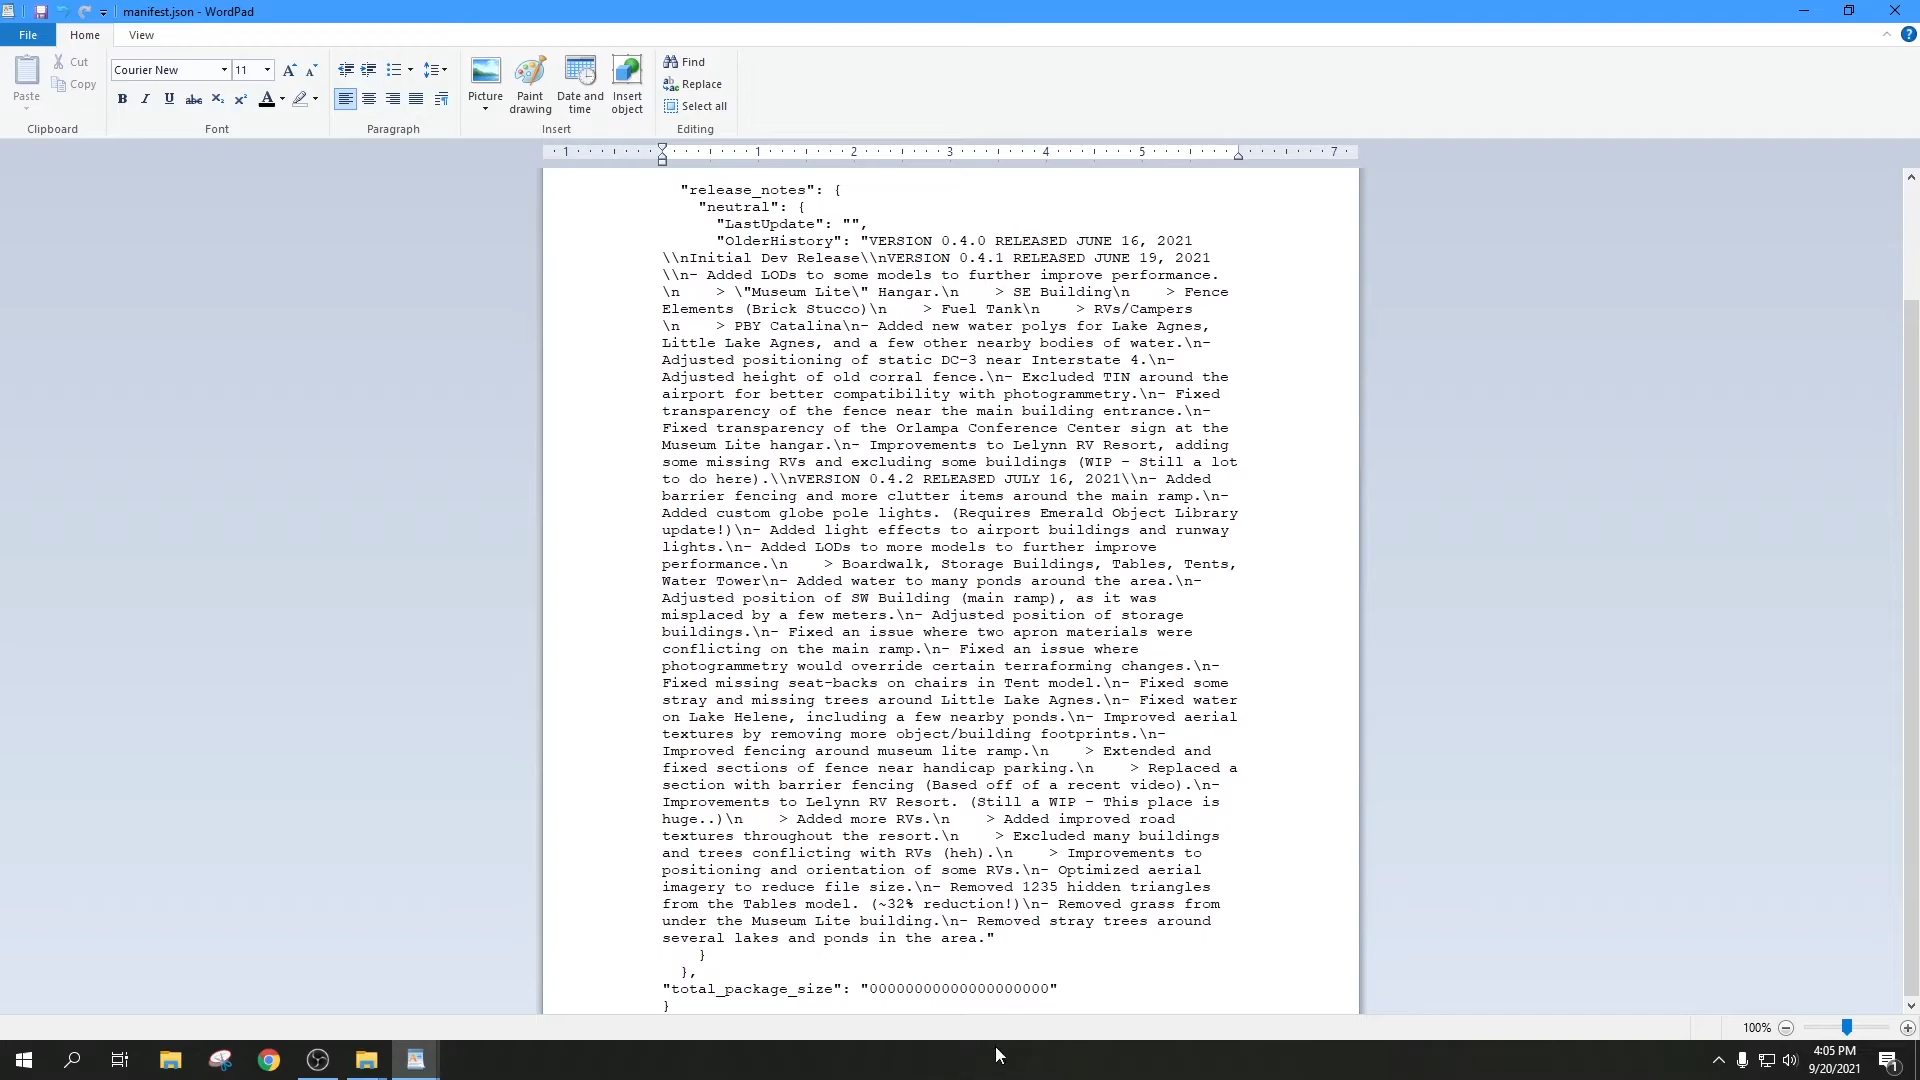 manifest.json - WordPad
File Home View
Paste
Cut
Copy
Clipboard
Courier New 11
Font
Paragraph
Picture
Paint drawing
Date and time
Insert object
Insert
Find
Replace
Select all
Editing
1 1 2 3 4 5 7
"release_notes": {
"neutral": {
"LastUpdate": "",
"OlderHistory": "VERSION 0.4.0 RELEASED JUNE 16, 2021
\\nInitial Dev Release\\nVERSION 0.4.1 RELEASED JUNE 19, 2021
\\n- Added LODs to some models to further improve performance.
\n    > \"Museum Lite\" Hangar.\n    > SE Building\n    > Fence
Elements (Brick Stucco)\n    > Fuel Tank\n    > RVs/Campers
\n    > PBY Catalina\n- Added new water polys for Lake Agnes,
Little Lake Agnes, and a few other nearby bodies of water.\n-
Adjusted positioning of static DC-3 near Interstate 4.\n-
Adjusted height of old corral fence.\n- Excluded TIN around the
airport for better compatibility with photogrammetry.\n- Fixed
transparency of the fence near the main building entrance.\n-
Fixed transparency of the Orlampa Conference Center sign at the
Museum Lite hangar.\n- Improvements to Lelynn RV Resort, adding
some missing RVs and excluding some buildings (WIP - Still a lot
to do here).\\nVERSION 0.4.2 RELEASED JULY 16, 2021\\n- Added
barrier fencing and more clutter items around the main ramp.\n-
Added custom globe pole lights. (Requires Emerald Object Library
update!)\n- Added light effects to airport buildings and runway
lights.\n- Added LODs to more models to further improve
performance.\n    > Boardwalk, Storage Buildings, Tables, Tents,
Water Tower\n- Added water to many ponds around the area.\n-
Adjusted position of SW Building (main ramp), as it was
misplaced by a few meters.\n- Adjusted position of storage
buildings.\n- Fixed an issue where two apron materials were
conflicting on the main ramp.\n- Fixed an issue where
photogrammetry would override certain terraforming changes.\n-
Fixed missing seat-backs on chairs in Tent model.\n- Fixed some
stray and missing trees around Little Lake Agnes.\n- Fixed water
on Lake Helene, including a few nearby ponds.\n- Improved aerial
textures by removing more object/building footprints.\n-
Improved fencing around museum lite ramp.\n    > Extended and
fixed sections of fence near handicap parking.\n    > Replaced a
section with barrier fencing (Based off of a recent video).\n-
Improvements to Lelynn RV Resort. (Still a WIP - This place is
huge..)\n    > Added more RVs.\n    > Added improved road
textures throughout the resort.\n    > Excluded many buildings
and trees conflicting with RVs (heh).\n    > Improvements to
positioning and orientation of some RVs.\n- Optimized aerial
imagery to reduce file size.\n- Removed 1235 hidden triangles
from the Tables model. (~32% reduction!)\n- Removed grass from
under the Museum Lite building.\n- Removed stray trees around
several lakes and ponds in the area."
}
},
"total_package_size": "00000000000000000000"
}
100%
4:05 PM
9/20/2021
1